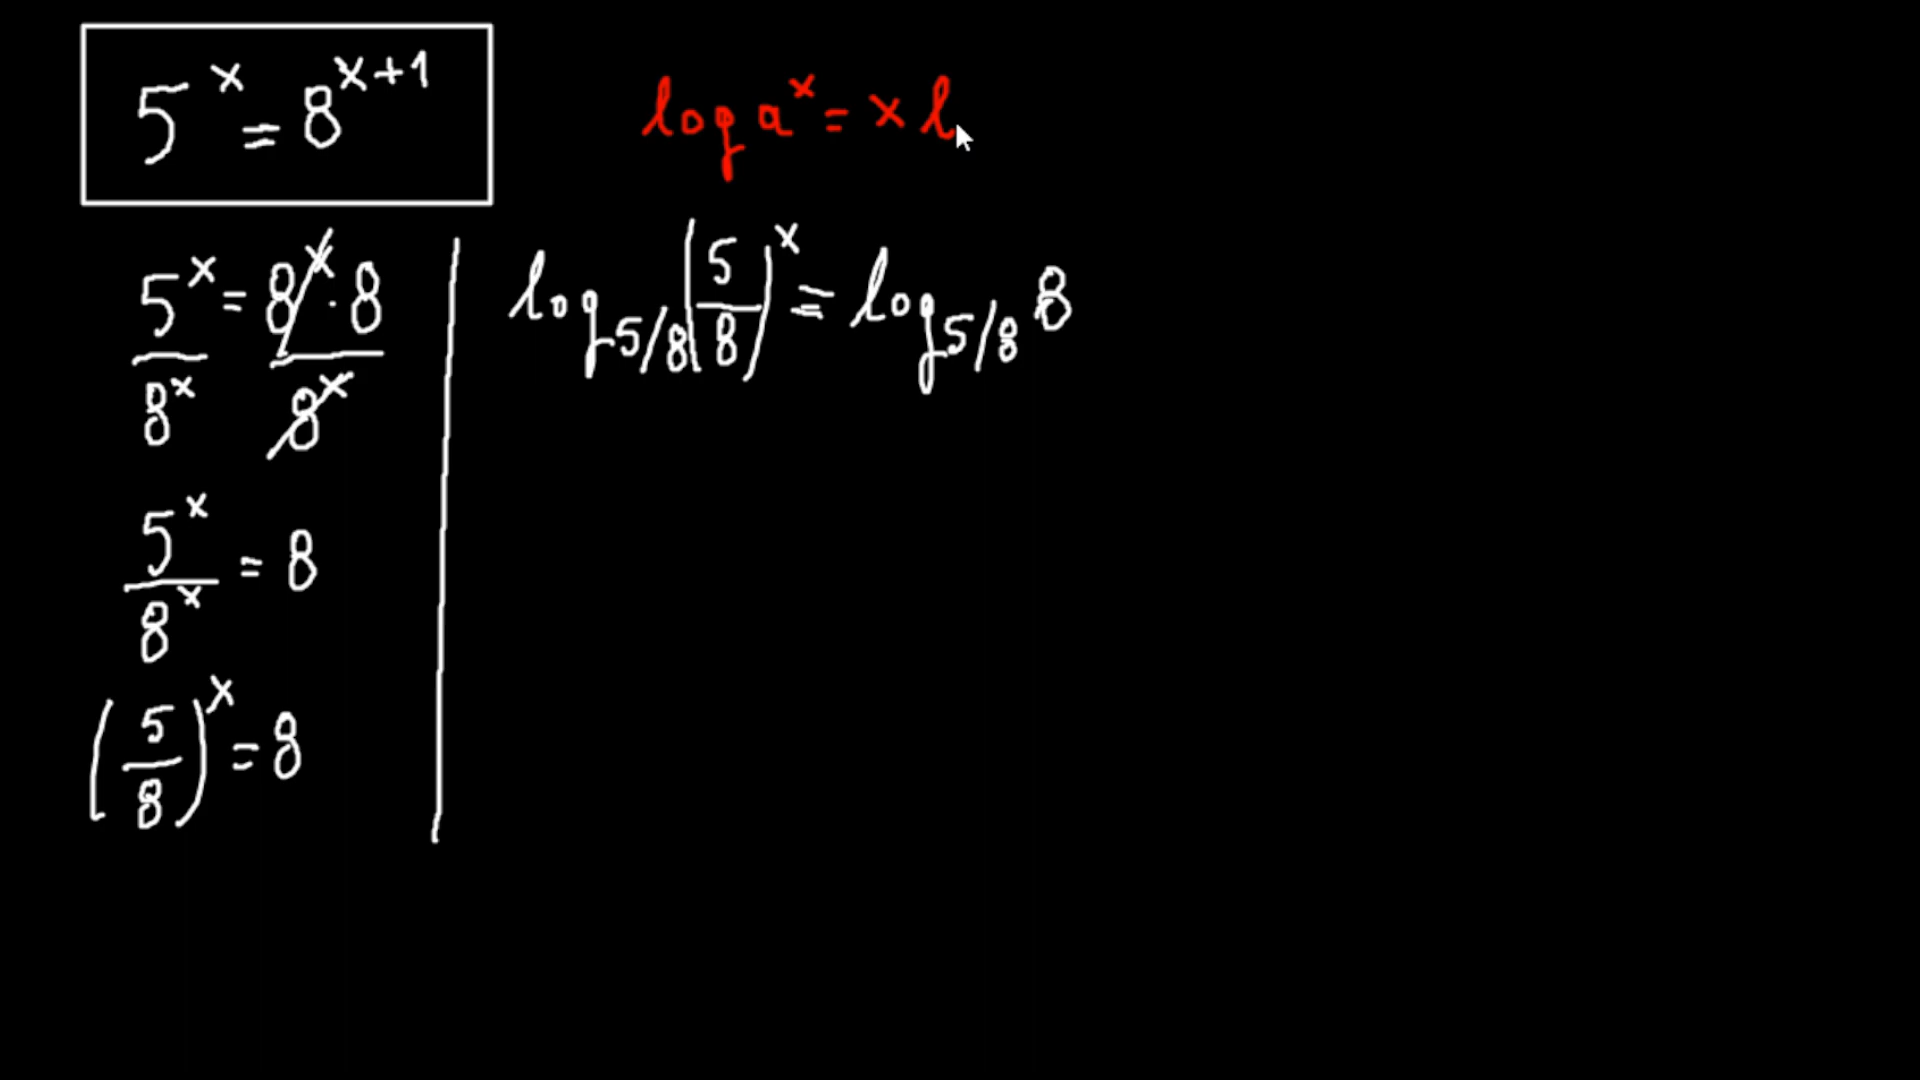 5^x = 8^{x+1}
log a^x = x l
5^x / 8^x = 8^x · 8 / 8^x
5^x / 8^x = 8
(5/8)^x = 8
log_{5/8} (5/8)^x = log_{5/8} 8